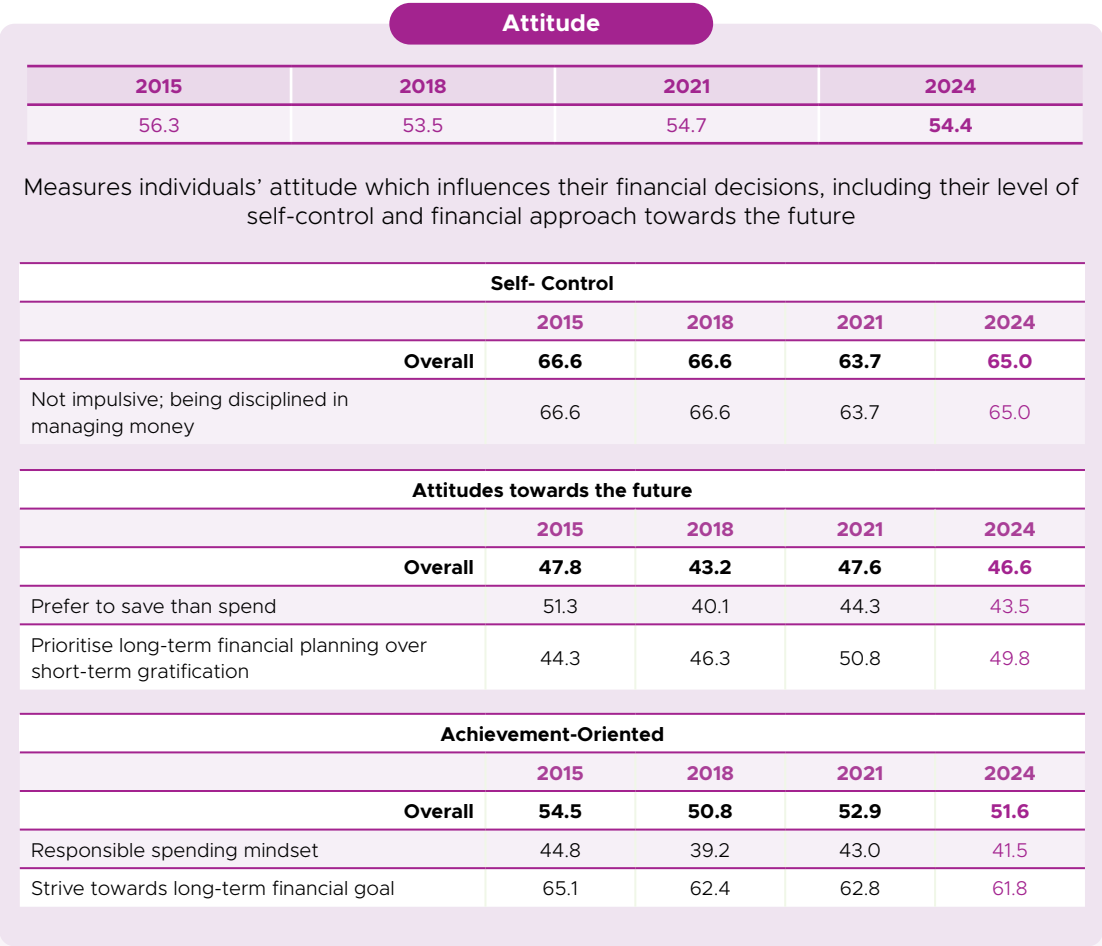 Attitude
2015 2018 2021 2024
56.3 53.5 54.7 54.4
Measures individuals’ attitude which influences their financial decisions, including their level of
self-control and financial approach towards the future
Self- Control
2015 2018 2021 2024
Overall 66.6 66.6 63.7 65.0
Not impulsive; being disciplined in
managing money 66.6 66.6 63.7 65.0
Attitudes towards the future
2015 2018 2021 2024
Overall 47.8 43.2 47.6 46.6
Prefer to save than spend 51.3 40.1 44.3 43.5
Prioritise long-term financial planning over
short-term gratification 44.3 46.3 50.8 49.8
Achievement-Oriented
2015 2018 2021 2024
Overall 54.5 50.8 52.9 51.6
Responsible spending mindset 44.8 39.2 43.0 41.5
Strive towards long-term financial goal 65.1 62.4 62.8 61.8